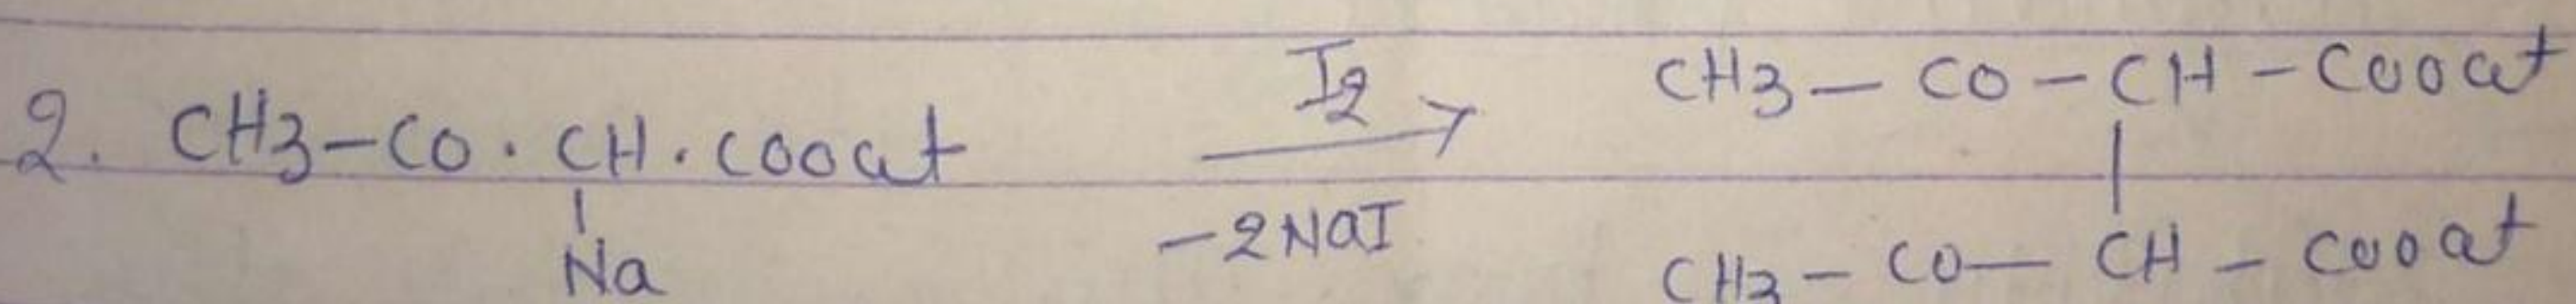 I2 CH3 - CO - CH - COOEt
2. CH3-CO · CH · COOEt → |
| -2NaI
Na CH3 - CO - CH - COOEt